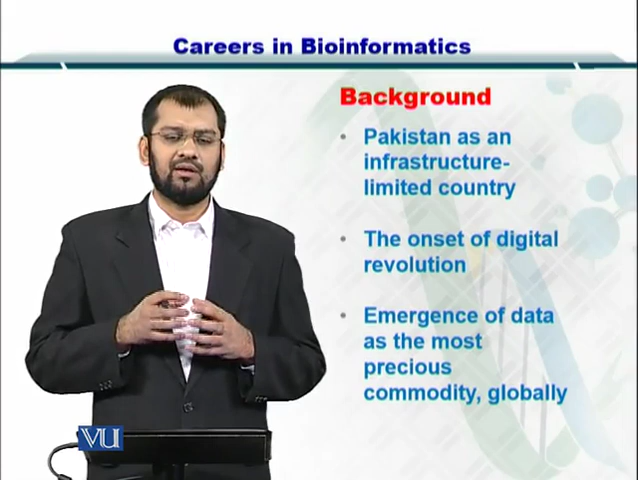 Careers in Bioinformatics
Background
• Pakistan as an
infrastructure-
limited country
• The onset of digital
revolution
• Emergence of data
as the most
precious
commodity, globally
VU